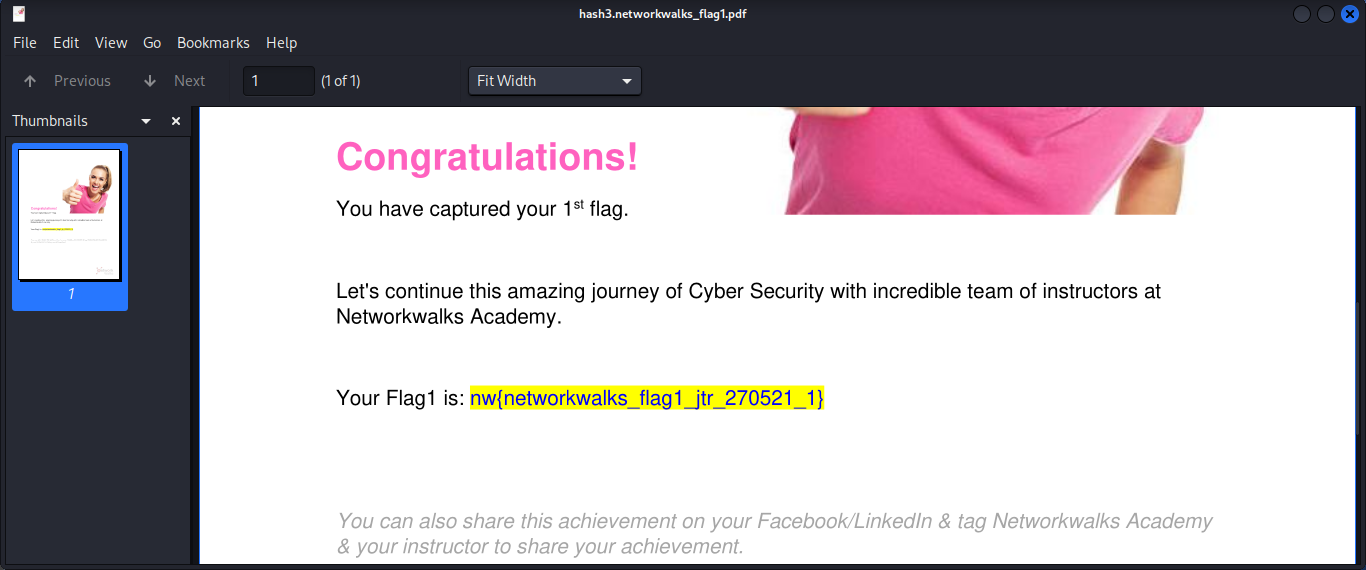 hash3.networkwalks_flag1.pdf
File Edit View Go Bookmarks Help
Previous Next 1 (1 of 1) Fit Width
Thumbnails
1
Congratulations!
You have captured your 1st flag.
Let's continue this amazing journey of Cyber Security with incredible team of instructors at
Networkwalks Academy.
Your Flag1 is: nw{networkwalks_flag1_jtr_270521_1}
You can also share this achievement on your Facebook/LinkedIn & tag Networkwalks Academy
& your instructor to share your achievement.